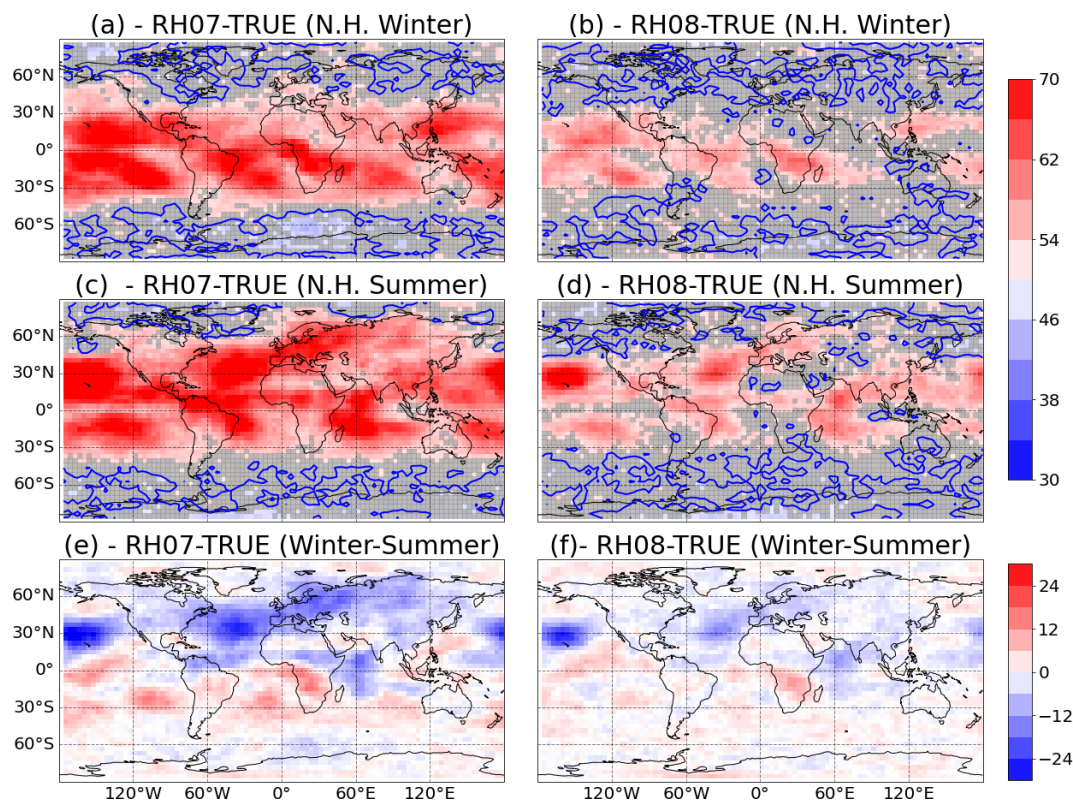 (a) - RH07-TRUE (N.H. Winter)
(b) - RH08-TRUE (N.H. Winter)
60°N
30°N
0°
30°S
60°S
(c) - RH07-TRUE (N.H. Summer)
(d) - RH08-TRUE (N.H. Summer)
60°N
30°N
0°
30°S
60°S
70
62
54
46
38
30
(e) - RH07-TRUE (Winter-Summer)
(f)- RH08-TRUE (Winter-Summer)
60°N
30°N
0°
30°S
60°S
24
12
0
−12
−24
120°W 60°W 0° 60°E 120°E
120°W 60°W 0° 60°E 120°E